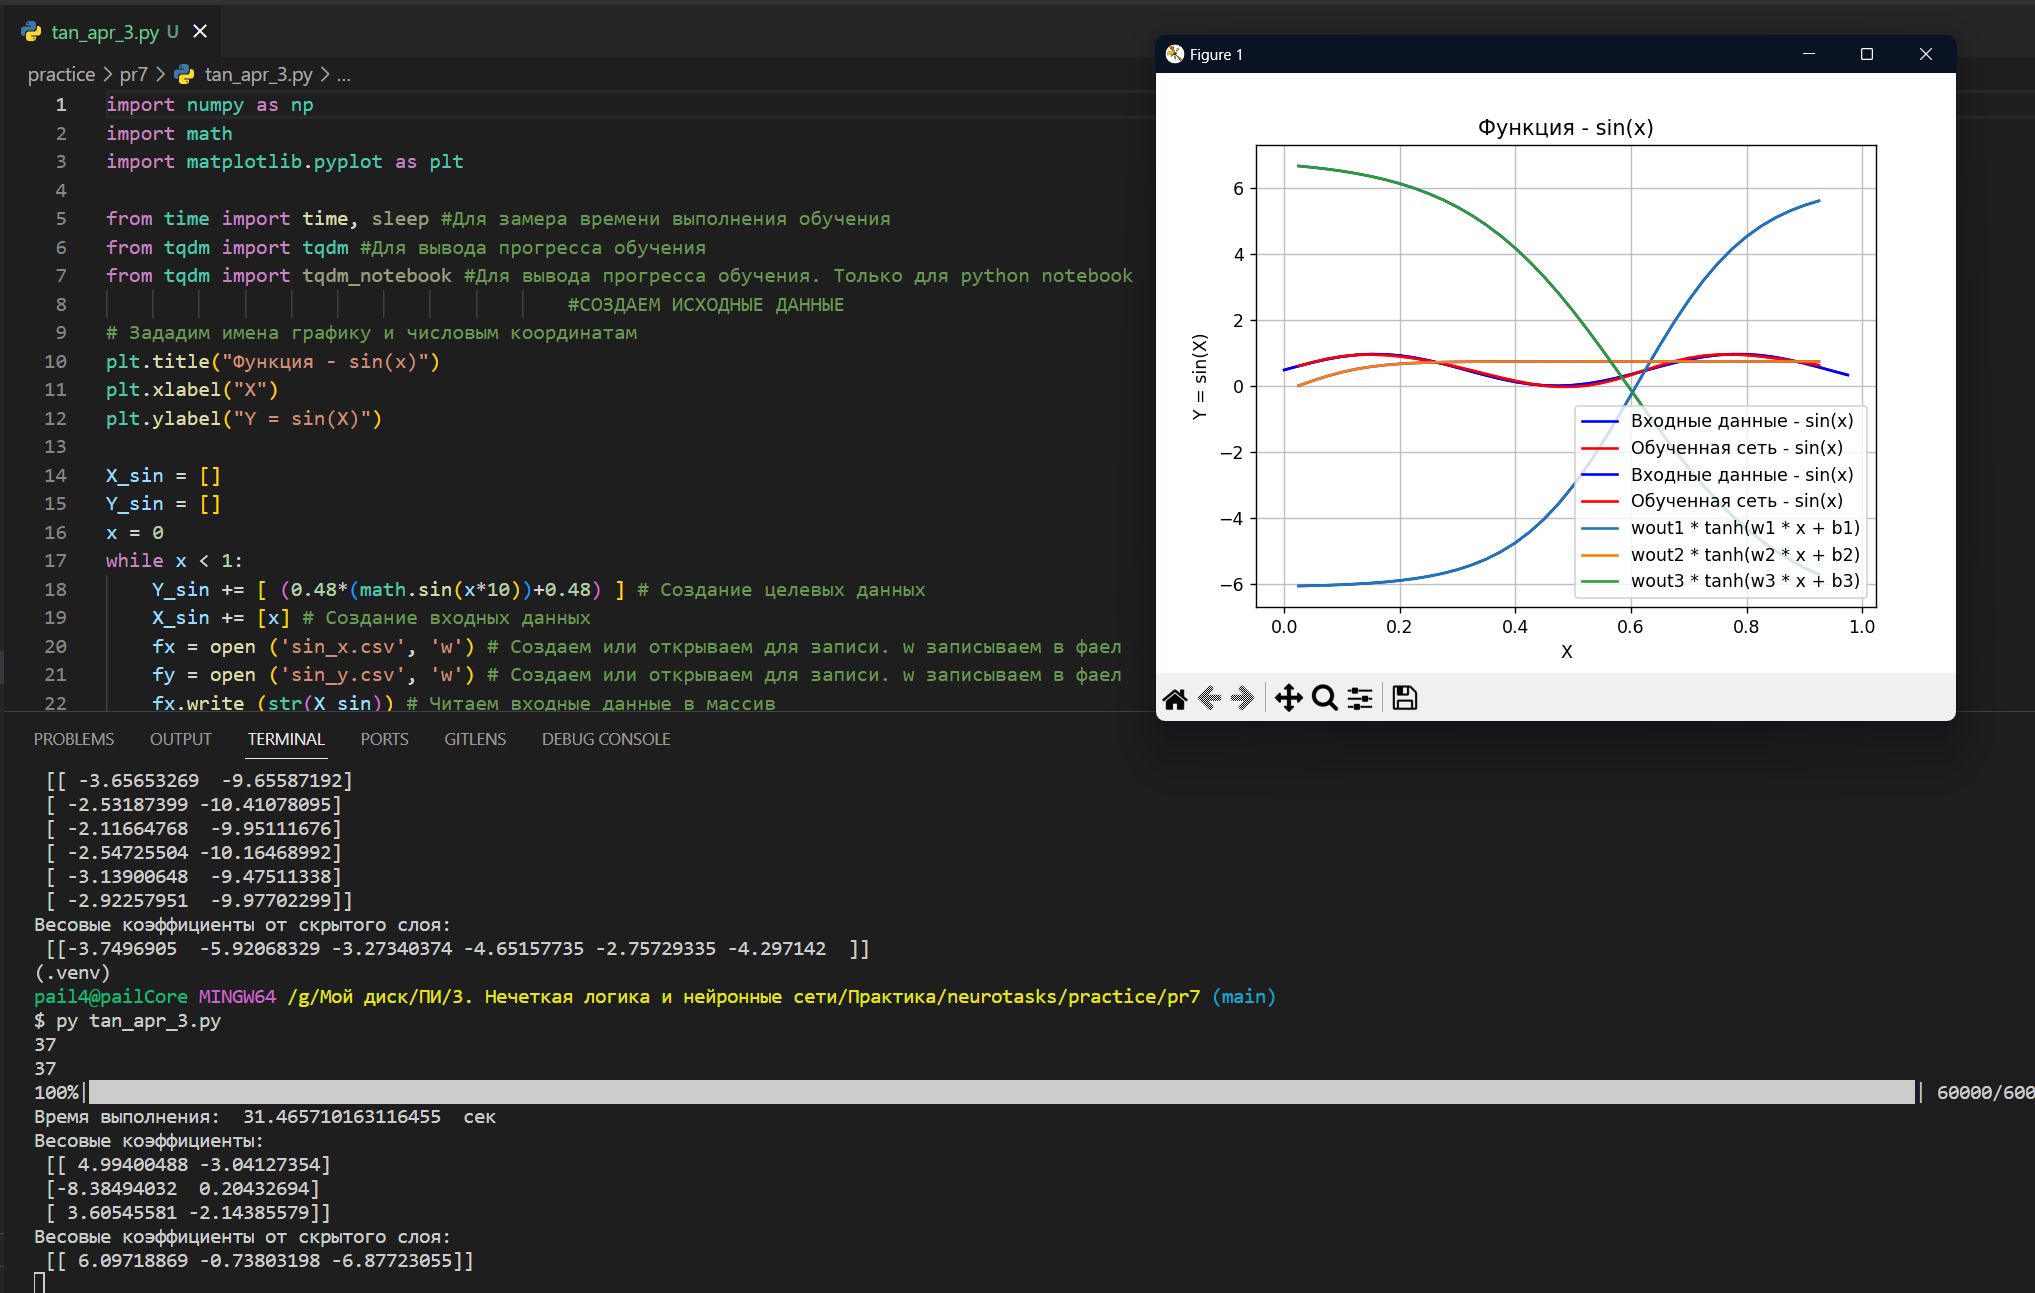 tan_apr_3.py U
practice > pr7 > tan_apr_3.py > ...
1 import numpy as np
2 import math
3 import matplotlib.pyplot as plt
4
5 from time import time, sleep #Для замера времени выполнения обучения
6 from tqdm import tqdm #Для вывода прогресса обучения
7 from tqdm import tqdm_notebook #Для вывода прогресса обучения. Только для python notebook
8 #СОЗДАЕМ ИСХОДНЫЕ ДАННЫЕ
9 # Зададим имена графику и числовым координатам
10 plt.title("Функция - sin(x)")
11 plt.xlabel("X")
12 plt.ylabel("Y = sin(X)")
13
14 X_sin = []
15 Y_sin = []
16 x = 0
17 while x < 1:
18 Y_sin += [ (0.48*(math.sin(x*10))+0.48) ] # Создание целевых данных
19 X_sin += [x] # Создание входных данных
20 fx = open ('sin_x.csv', 'w') # Создаем или открываем для записи. w записываем в фаел
21 fy = open ('sin_y.csv', 'w') # Создаем или открываем для записи. w записываем в фаел
22 fx.write (str(X_sin)) # Читаем входные данные в массив
Figure 1
Функция - sin(x)
Y = sin(X)
6
4
2
0
−2
−4
−6
Входные данные - sin(x)
Обученная сеть - sin(x)
Входные данные - sin(x)
Обученная сеть - sin(x)
wout1 * tanh(w1 * x + b1)
wout2 * tanh(w2 * x + b2)
wout3 * tanh(w3 * x + b3)
0.0 0.2 0.4 0.6 0.8 1.0
X
PROBLEMS OUTPUT TERMINAL PORTS GITLENS DEBUG CONSOLE
[[ -3.65653269 -9.65587192]
[ -2.53187399 -10.41078095]
[ -2.11664768 -9.95111676]
[ -2.54725504 -10.16468992]
[ -3.13900648 -9.47511338]
[ -2.92257951 -9.97702299]]
Весовые коэффициенты от скрытого слоя:
[[-3.7496905 -5.92068329 -3.27340374 -4.65157735 -2.75729335 -4.297142 ]]
(.venv)
pail4@pailCore MINGW64 /g/Мой диск/ПИ/3. Нечеткая логика и нейронные сети/Практика/neurotasks/practice/pr7 (main)
$ py tan_apr_3.py
37
37
100%| | 60000/600
Время выполнения: 31.465710163116455 сек
Весовые коэффициенты:
[[ 4.99400488 -3.04127354]
[-8.38494032 0.20432694]
[ 3.60545581 -2.14385579]]
Весовые коэффициенты от скрытого слоя:
[[ 6.09718869 -0.73803198 -6.87723055]]